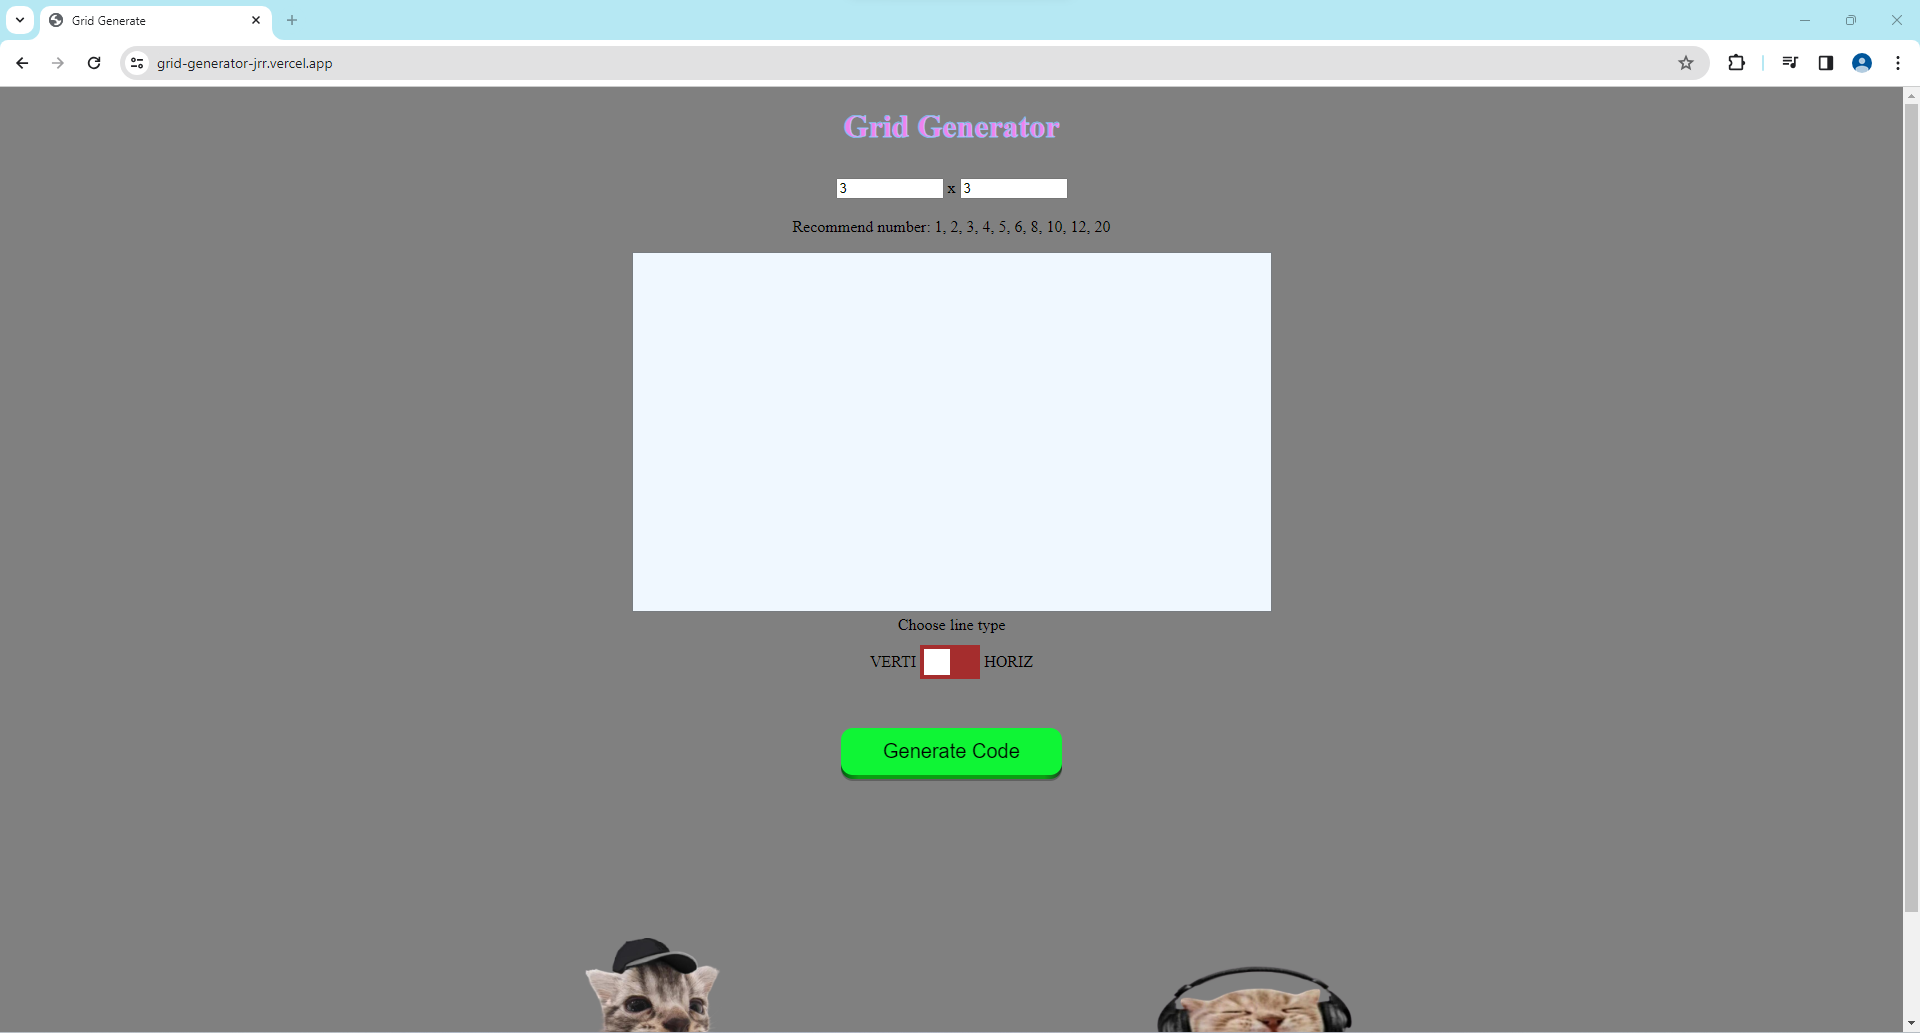 Grid Generate
grid-generator-jrr.vercel.app
Grid Generator
3 x 3
Recommend number: 1, 2, 3, 4, 5, 6, 8, 10, 12, 20
Choose line type
VERTI HORIZ
Generate Code